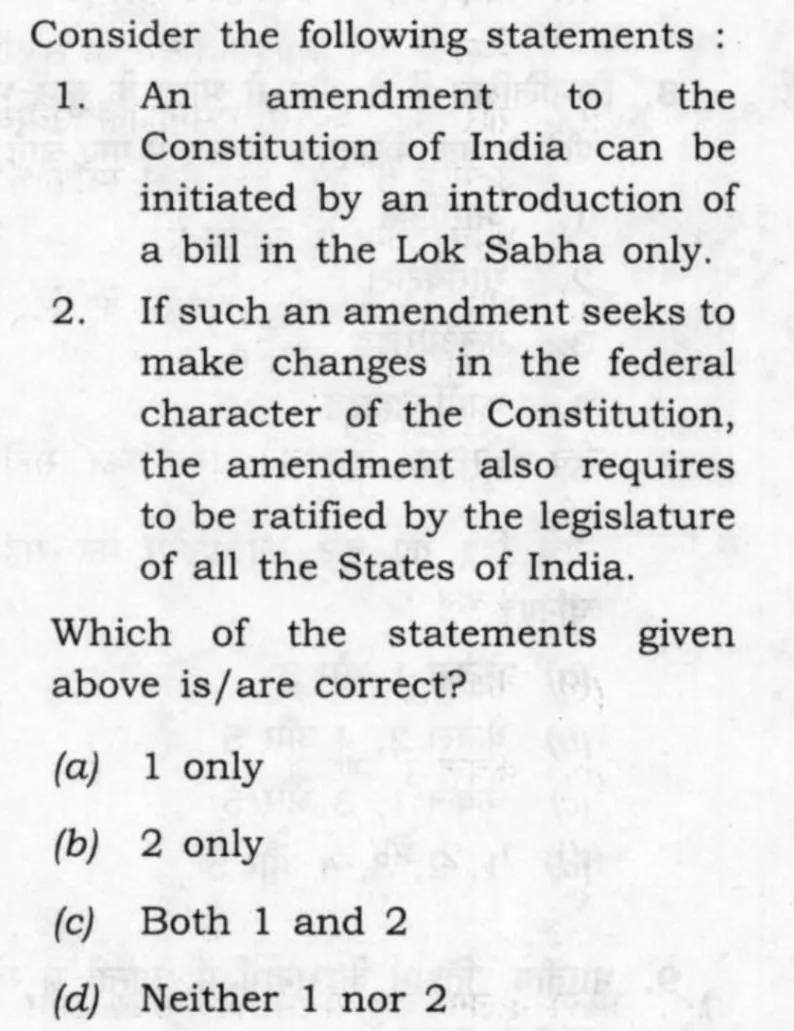 Consider the following statements :
1. An amendment to the
Constitution of India can be
initiated by an introduction of
a bill in the Lok Sabha only.
2. If such an amendment seeks to
make changes in the federal
character of the Constitution,
the amendment also requires
to be ratified by the legislature
of all the States of India.
Which of the statements given
above is/are correct?
(a) 1 only
(b) 2 only
(c) Both 1 and 2
(d) Neither 1 nor 2